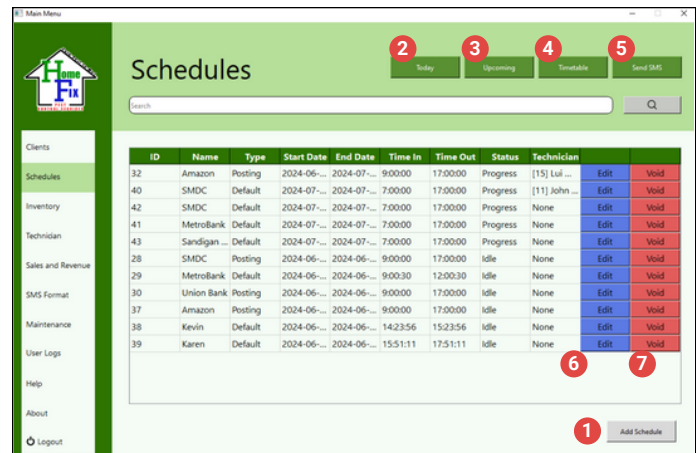 Main Menu
Home
Fix
PEST
CONTROL SERVICES
Schedules
2
3
4
5
Today
Upcoming
Timetable
Send SMS
Search
Clients
Schedules
Inventory
Technician
Sales and Revenue
SMS Format
Maintenance
User Logs
Help
About
Logout
ID Name Type Start Date End Date Time In Time Out Status Technician
32 Amazon Posting 2024-06-... 2024-07-... 9:00:00 17:00:00 Progress [15] Lui ... Edit Void
40 SMDC Default 2024-07-... 2024-07-... 7:00:00 17:00:00 Progress [11] John ... Edit Void
42 SMDC Default 2024-07-... 2024-07-... 7:00:00 17:00:00 Progress None Edit Void
41 MetroBank Default 2024-07-... 2024-07-... 7:00:00 17:00:00 Progress None Edit Void
43 Sandigan ... Default 2024-07-... 2024-07-... 7:00:00 17:00:00 Progress None Edit Void
28 SMDC Posting 2024-06-... 2024-06-... 9:00:00 17:00:00 Idle None Edit Void
29 MetroBank Default 2024-06-... 2024-06-... 9:00:30 12:00:30 Idle None Edit Void
30 Union Bank Posting 2024-06-... 2024-06-... 9:00:00 17:00:00 Idle None Edit Void
37 Amazon Posting 2024-06-... 2024-06-... 9:00:00 17:00:00 Idle None Edit Void
38 Kevin Default 2024-06-... 2024-06-... 14:23:56 15:23:56 Idle None Edit Void
39 Karen Default 2024-06-... 2024-06-... 15:51:11 17:51:11 Idle None Edit Void
6
7
1
Add Schedule